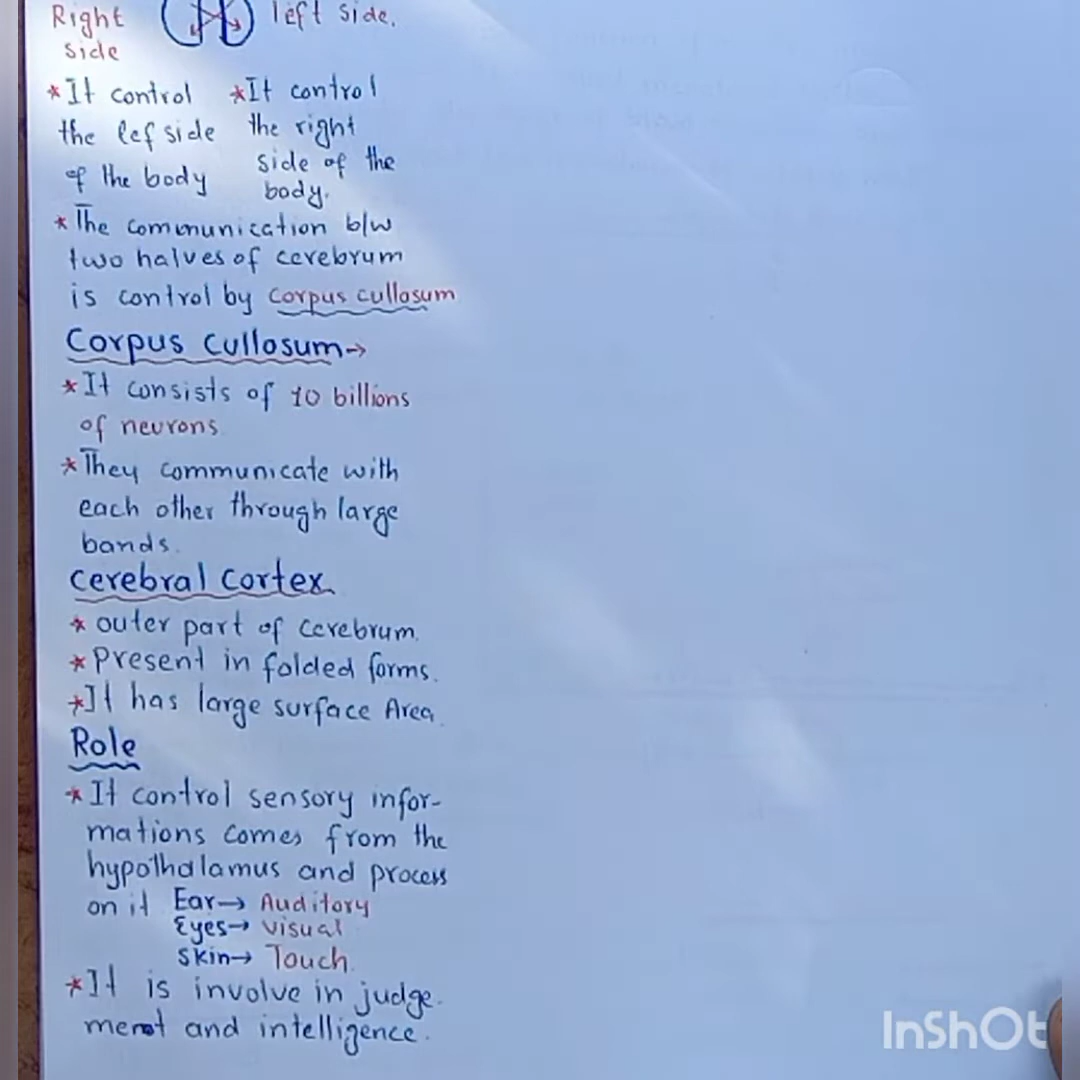 Right left side.
side
*It control *It control
the lef side the right
of the body side of the
body.
*The communication b/w
two halves of cerebrum
is control by corpus cullosum
Corpus cullosum→
*It consists of 10 billions
of neurons.
*They communicate with
each other through large
bands.
Cerebral Cortex
* outer part of cerebrum.
*Present in folded forms.
*It has large surface Area.
Role
*It control sensory infor-
mations comes from the
hypothalamus and process
on it Ear→ Auditory
Eyes→ visual
Skin→ Touch.
*It is involve in judge-
ment and intelligence.
InShOt